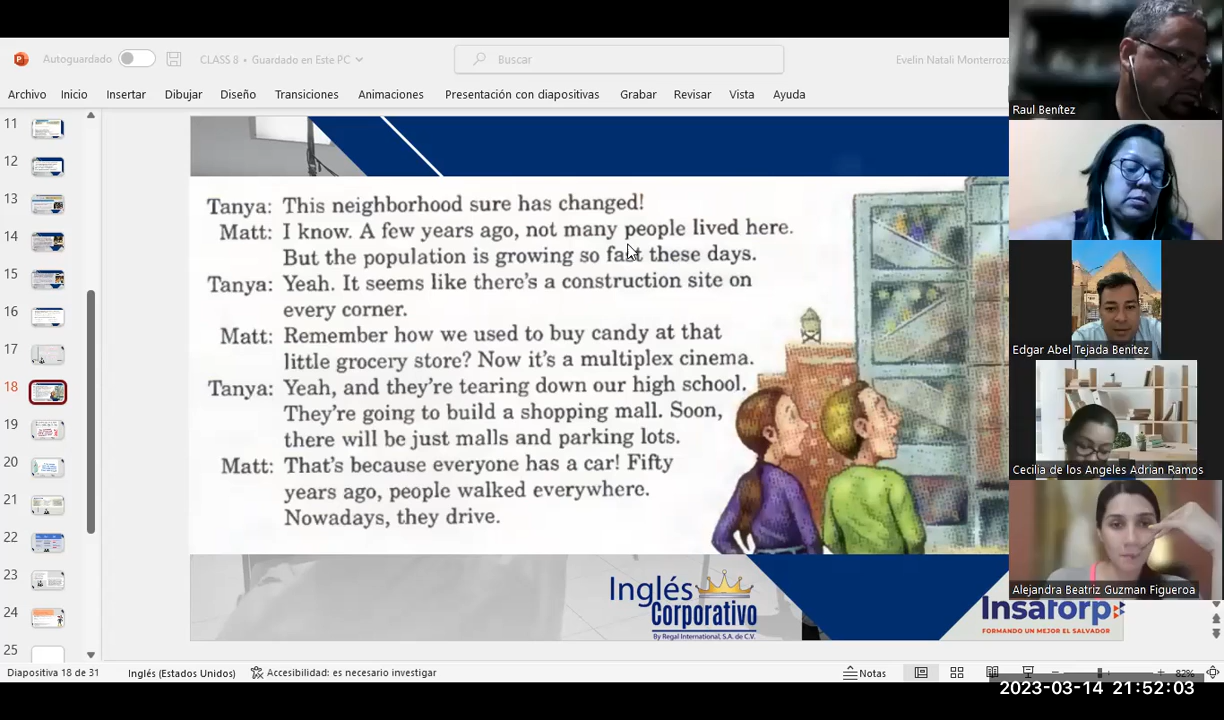 Autoguardado
CLASS 8 • Guardado en Este PC
Buscar
Evelin Natali Monterroza
Archivo Inicio Insertar Dibujar Diseño Transiciones Animaciones Presentación con diapositivas Grabar Revisar Vista Ayuda
11
12
13
14
15
16
17
18
19
20
21
22
23
24
25
Tanya: This neighborhood sure has changed!
Matt: I know. A few years ago, not many people lived here.
But the population is growing so fast these days.
Tanya: Yeah. It seems like there's a construction site on
every corner.
Matt: Remember how we used to buy candy at that
little grocery store? Now it's a multiplex cinema.
Tanya: Yeah, and they're tearing down our high school.
They're going to build a shopping mall. Soon,
there will be just malls and parking lots.
Matt: That's because everyone has a car! Fifty
years ago, people walked everywhere.
Nowadays, they drive.
Inglés
Corporativo
By Regal International, S.A. de C.V.
Insaforp
FORMANDO UN MEJOR EL SALVADOR
Raul Benítez
Edgar Abel Tejada Benitez
Cecilia de los Angeles Adrian Ramos
Alejandra Beatriz Guzman Figueroa
Diapositiva 18 de 31
Inglés (Estados Unidos)
Accesibilidad: es necesario investigar
Notas
82%
2023-03-14 21:52:03